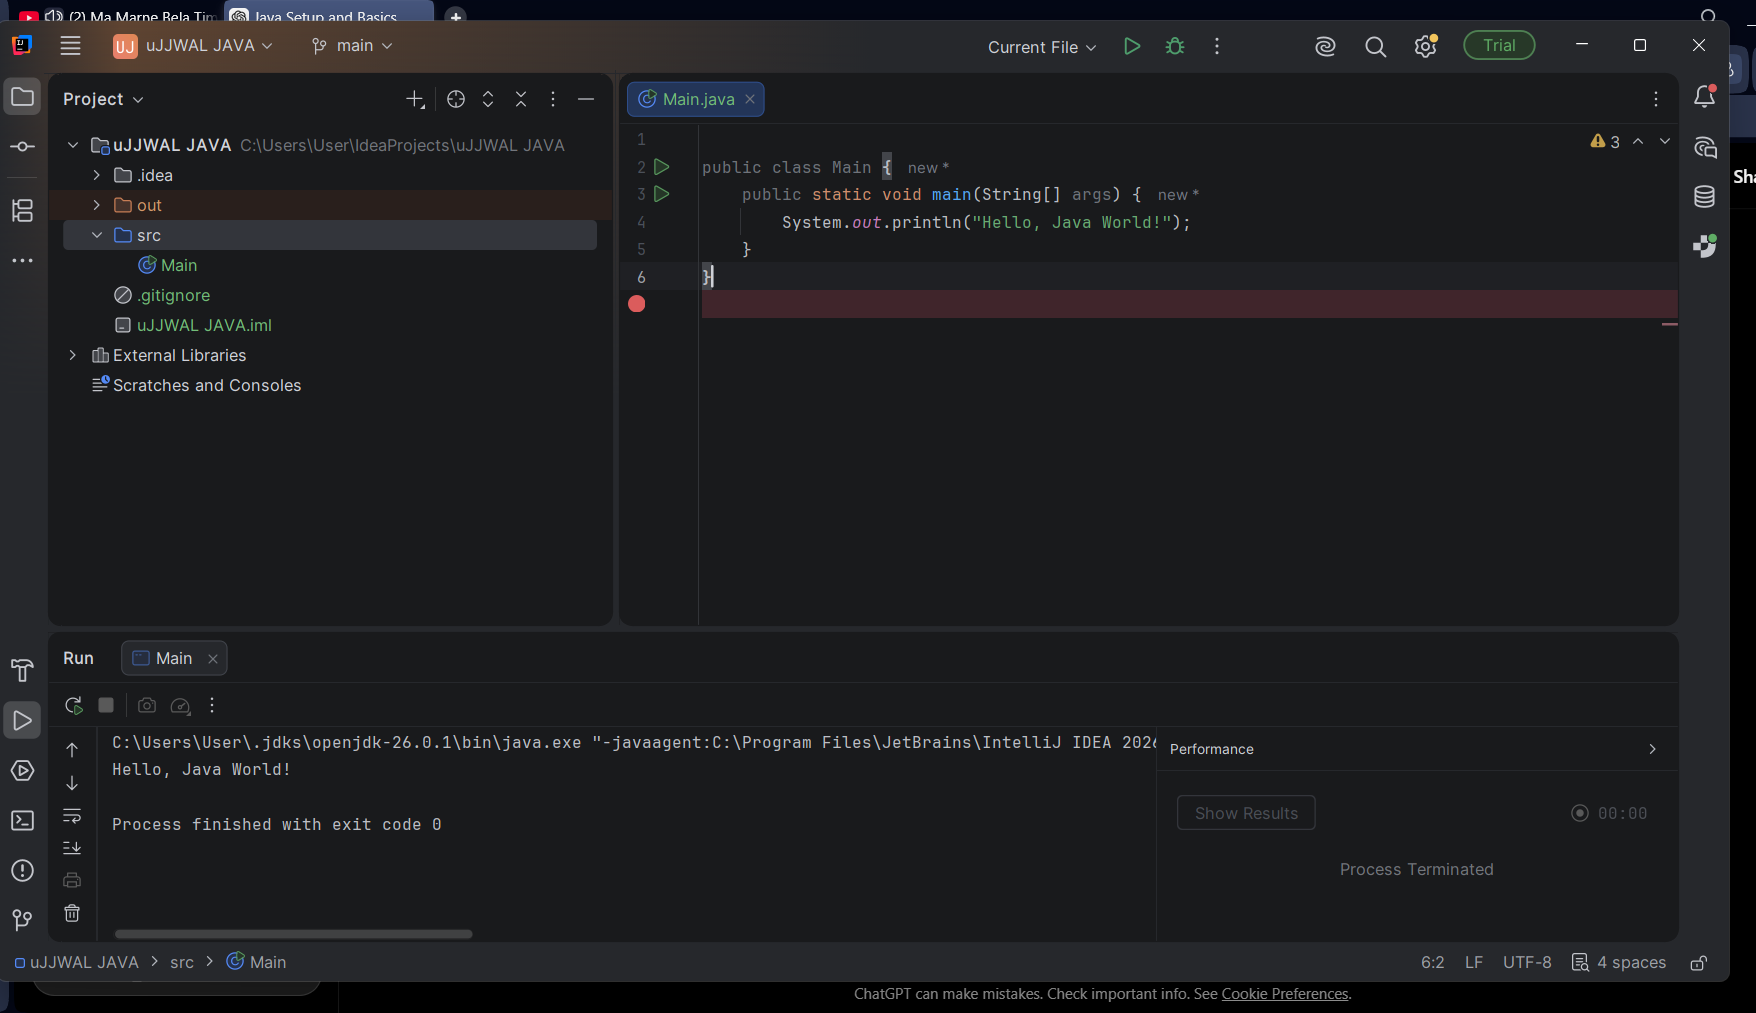 (2) Ma Marne Bela Tim
Java Setup and Basics
UJ uJJWAL JAVA
main
Current File
Trial
Project
Main.java
uJJWAL JAVA C:\Users\User\IdeaProjects\uJJWAL JAVA
.idea
out
src
Main
.gitignore
uJJWAL JAVA.iml
External Libraries
Scratches and Consoles
1
3
2 public class Main { new *
3 public static void main(String[] args) { new *
4 System.out.println("Hello, Java World!");
5 }
6 }
Sha
Run
Main
C:\Users\User\.jdks\openjdk-26.0.1\bin\java.exe "-javaagent:C:\Program Files\JetBrains\IntelliJ IDEA 2026
Hello, Java World!
Process finished with exit code 0
Performance
Show Results
00:00
Process Terminated
uJJWAL JAVA > src > Main
6:2 LF UTF-8 4 spaces
ChatGPT can make mistakes. Check important info. See Cookie Preferences.